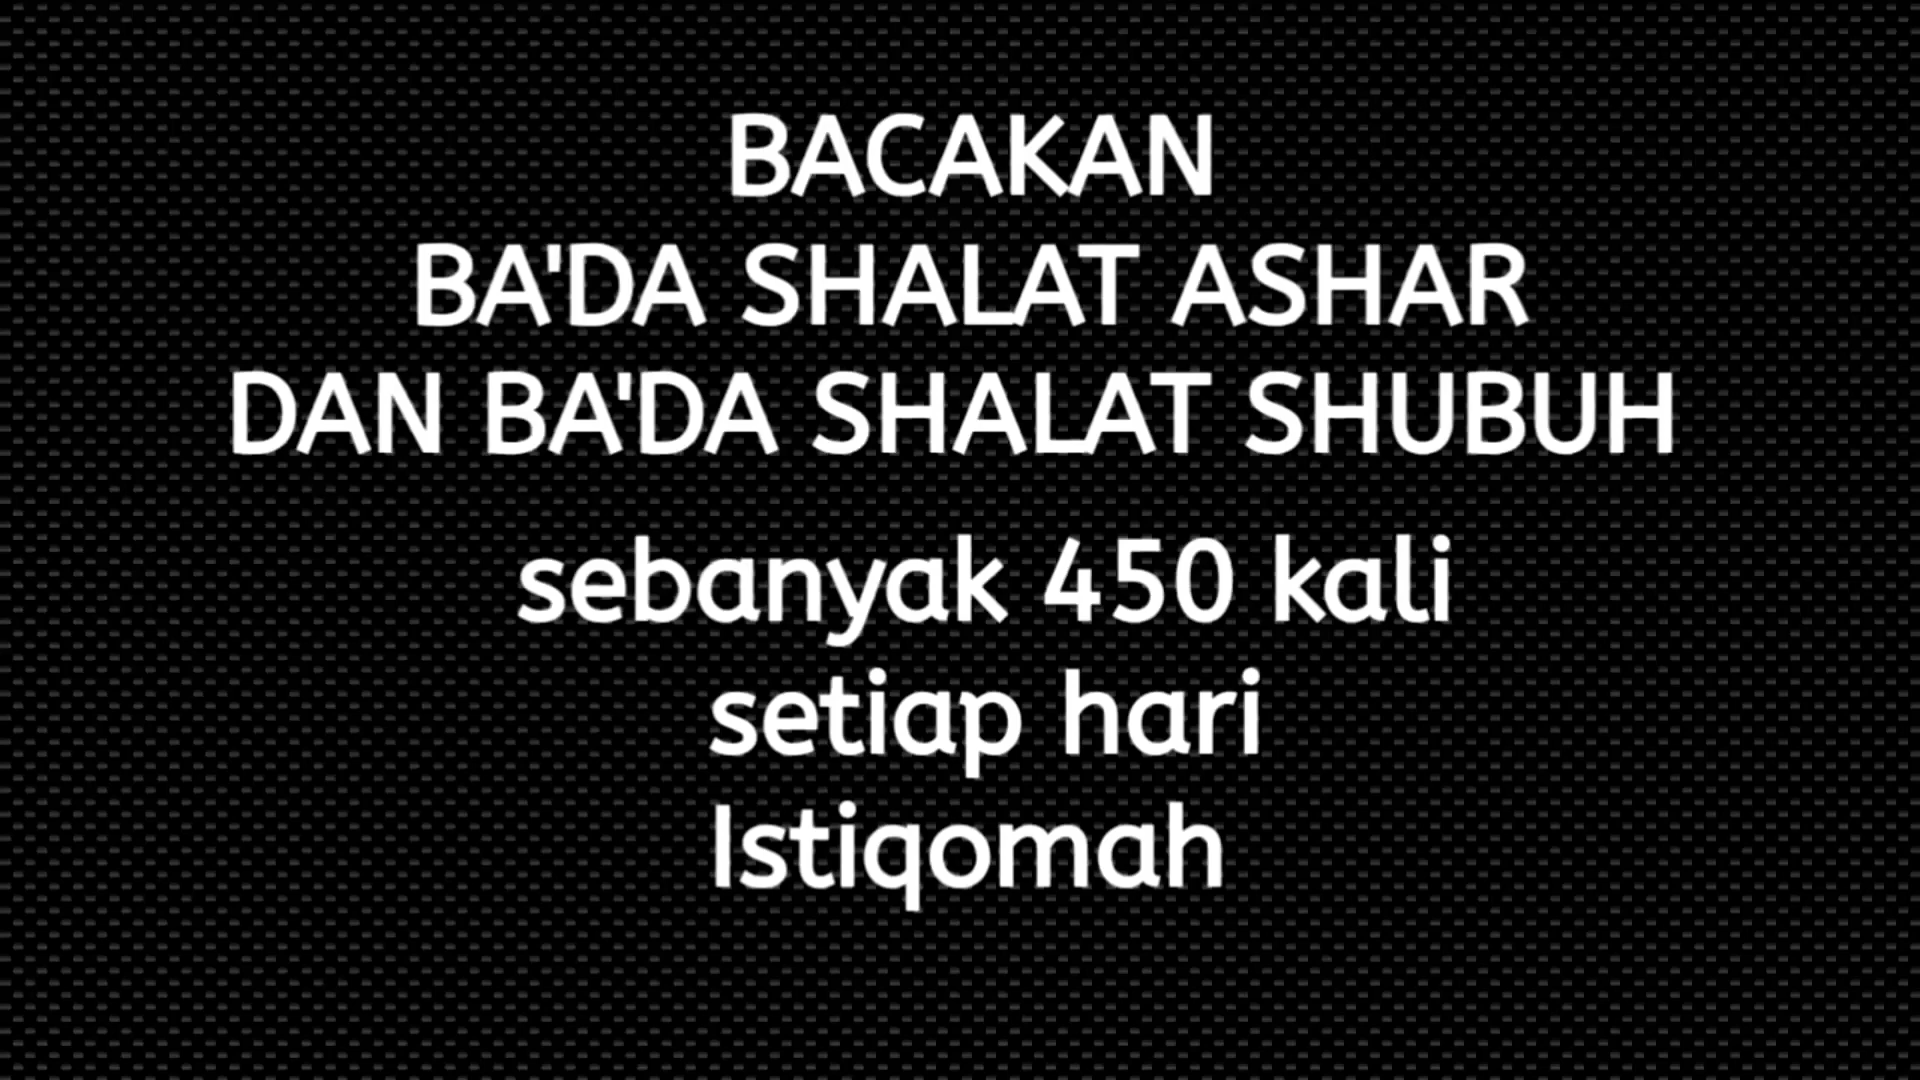 BACAKAN
BA'DA SHALAT ASHAR
DAN BA'DA SHALAT SHUBUH
sebanyak 450 kali
setiap hari
Istiqomah